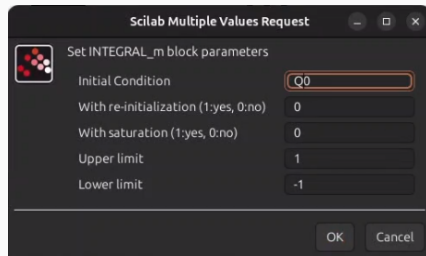 Scilab Multiple Values Request
Set INTEGRAL_m block parameters
Initial Condition Q0
With re-initialization (1:yes, 0:no) 0
With saturation (1:yes, 0:no) 0
Upper limit 1
Lower limit -1
OK Cancel